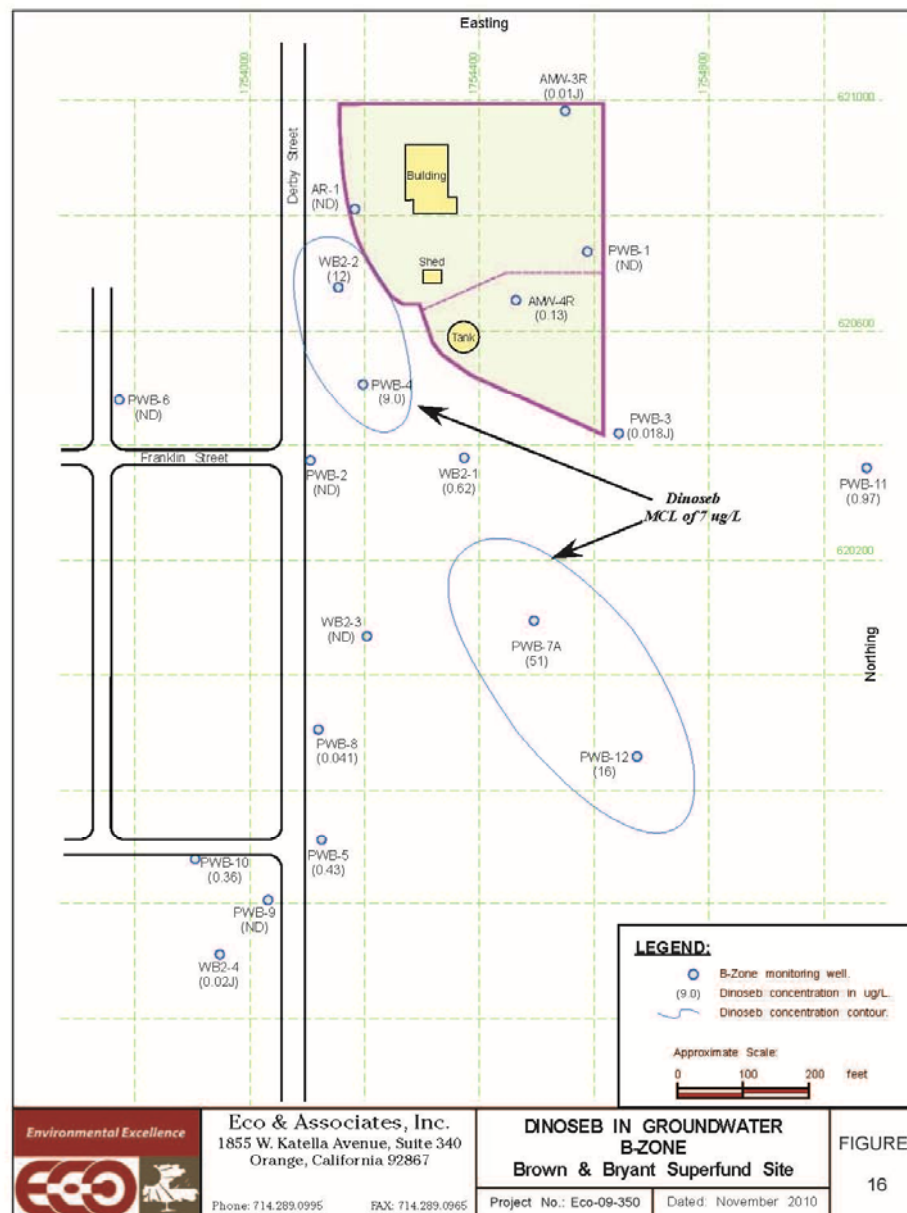 Easting
1754000
1754400
1754800
AMW-3R
(0.01J)
621000
Derby Street
Building
AR-1
(ND)
PWB-1
(ND)
WB2-2
(12)
Shed
AMW-4R
(0.13)
620600
Tank
PWB-4
(9.0)
PWB-6
(ND)
PWB-3
(0.018J)
Franklin Street
PWB-2
(ND)
WB2-1
(0.62)
PWB-11
(0.97)
Dinoseb
MCL of 7 ug/L
620200
WB2-3
(ND)
PWB-7A
(51)
Northing
PWB-8
(0.041)
PWB-12
(16)
PWB-5
(0.43)
PWB-10
(0.36)
PWB-9
(ND)
WB2-4
(0.02J)
LEGEND:
B-Zone monitoring well.
(9.0) Dinoseb concentration in ug/L.
Dinoseb concentration contour.
Approximate Scale:
0 100 200 feet
Environmental Excellence
ECO
Eco & Associates, Inc.
1855 W. Katella Avenue, Suite 340
Orange, California 92867
Phone: 714.289.0995 FAX: 714.289.0965
DINOSEB IN GROUNDWATER
B-ZONE
Brown & Bryant Superfund Site
Project No.: Eco-09-350 Dated: November 2010
FIGURE
16